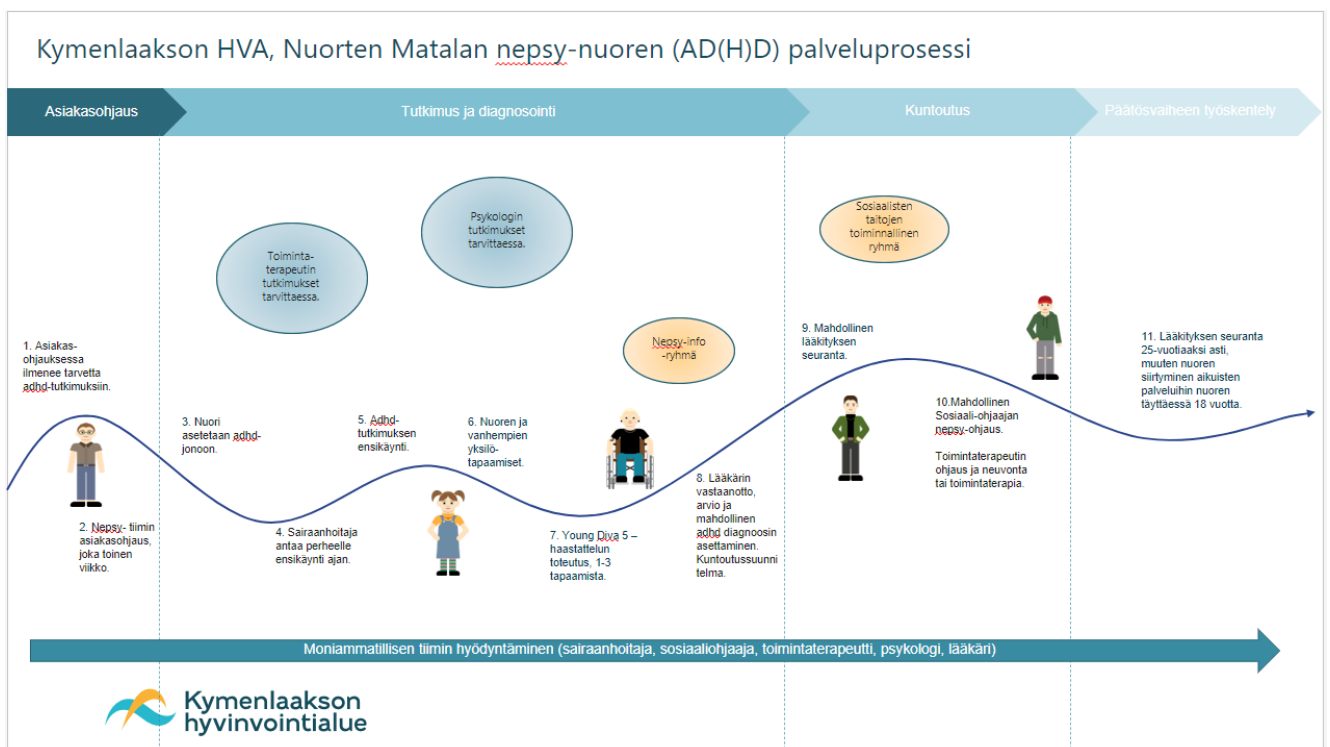 Kymenlaakson HVA, Nuorten Matalan nepsy-nuoren (AD(H)D) palveluprosessi
Asiakasohjaus
Tutkimus ja diagnosointi
Kuntoutus
Päätösvaiheen työskentely
Toiminta-
terapeutin
tutkimukset
tarvittaessa.
Psykologin
tutkimukset
tarvittaessa.
Nepsy-info
-ryhmä
Sosiaalisten
taitojen
toiminnallinen
ryhmä
1. Asiakas-
ohjauksessa
ilmenee tarvetta
adhd-tutkimuksiin.
2. Nepsy- tiimin
asiakasohjaus,
joka toinen
viikko.
3. Nuori
asetetaan adhd-
jonoon.
4. Sairaanhoitaja
antaa perheelle
ensikäynti ajan.
5. Adhd-
tutkimuksen
ensikäynti.
6. Nuoren ja
vanhempien
yksilö-
tapaamiset.
7. Young Diva 5 –
haastattelun
toteutus, 1-3
tapaamista.
8. Lääkärin
vastaanotto,
arvio ja
mahdollinen
adhd diagnoosin
asettaminen.
Kuntoutussuunni
telma.
9. Mahdollinen
lääkityksen
seuranta.
10.Mahdollinen
Sosiaali-ohjaajan
nepsy-ohjaus.
Toimintaterapeutin
ohjaus ja neuvonta
tai toimintaterapia.
11. Lääkityksen seuranta
25-vuotiaaksi asti,
muuten nuoren
siirtyminen aikuisten
palveluihin nuoren
täyttäessä 18 vuotta.
Moniammatillisen tiimin hyödyntäminen (sairaanhoitaja, sosiaaliohjaaja, toimintaterapeutti, psykologi, lääkäri)
Kymenlaakson
hyvinvointialue